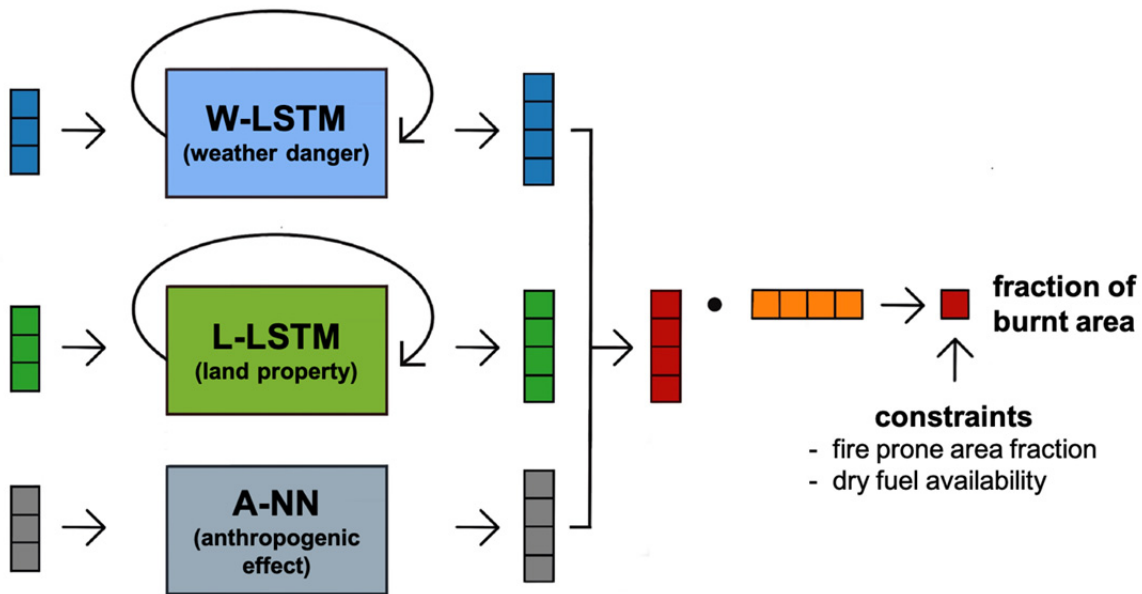 W-LSTM
(weather danger)
L-LSTM
(land property)
A-NN
(anthropogenic
effect)
fraction of
burnt area
constraints
- fire prone area fraction
- dry fuel availability